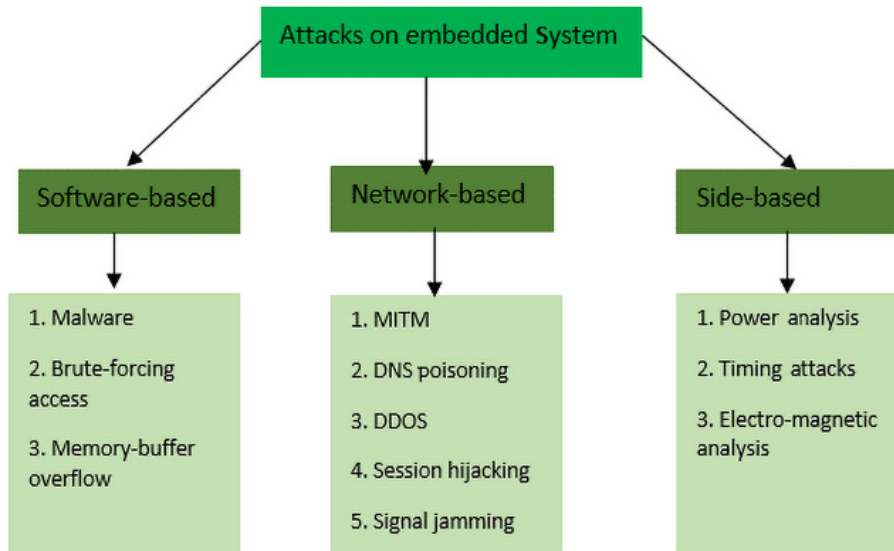 Attacks on embedded System
Software-based
Network-based
Side-based
1. Malware
2. Brute-forcing
access
3. Memory-buffer
overflow
1. MITM
2. DNS poisoning
3. DDOS
4. Session hijacking
5. Signal jamming
1. Power analysis
2. Timing attacks
3. Electro-magnetic
analysis